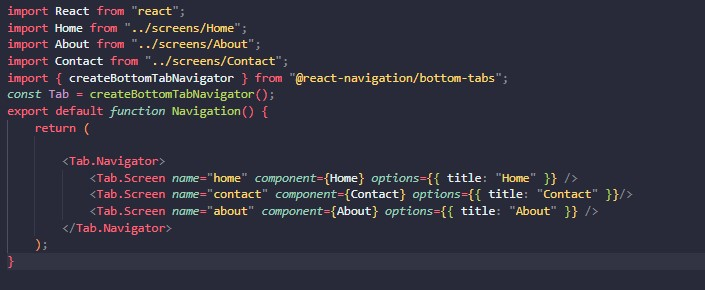 import React from "react";
import Home from "../screens/Home";
import About from "../screens/About";
import Contact from "../screens/Contact";
import { createBottomTabNavigator } from "@react-navigation/bottom-tabs";
const Tab = createBottomTabNavigator();
export default function Navigation() {
    return (

        <Tab.Navigator>
            <Tab.Screen name="home" component={Home} options={{ title: "Home" }} />
            <Tab.Screen name="contact" component={Contact} options={{ title: "Contact" }}/>
            <Tab.Screen name="about" component={About} options={{ title: "About" }} />
        </Tab.Navigator>
    );
}